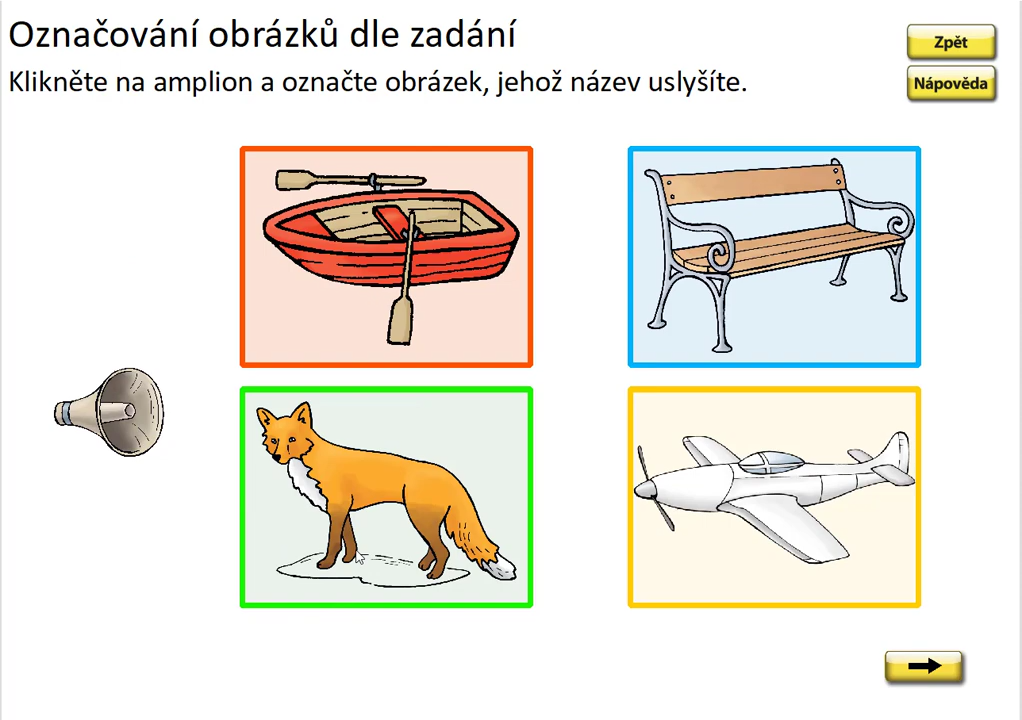 Označování obrázků dle zadání
Klikněte na amplion a označte obrázek, jehož název uslyšíte.
Zpět
Nápověda